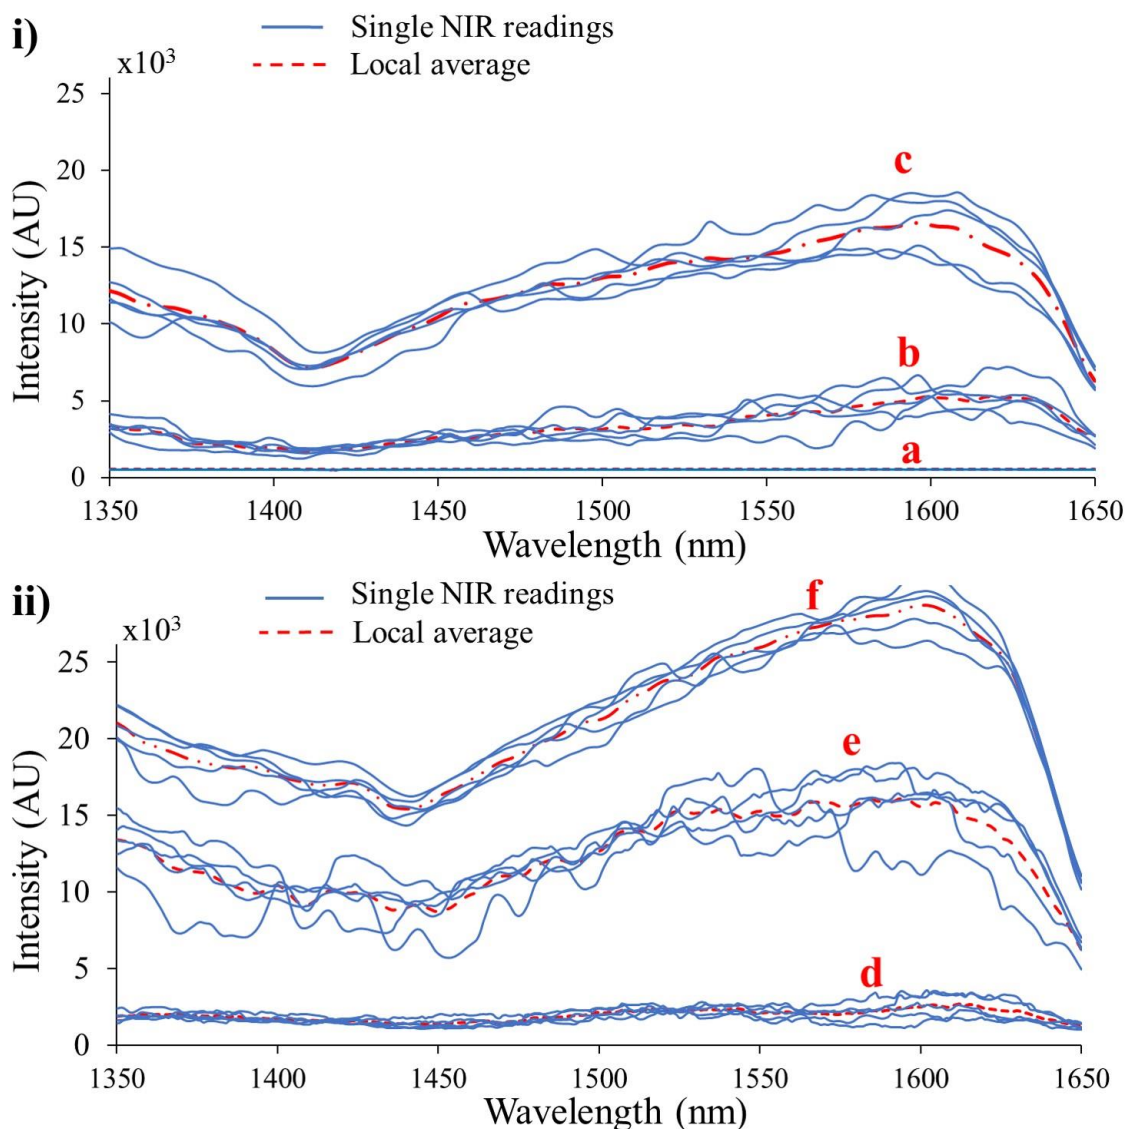 i)
Single NIR readings
Local average
x10³
25
20
15
10
5
0
Intensity (AU)
c
b
a
1350 1400 1450 1500 1550 1600 1650
Wavelength (nm)
ii)
Single NIR readings
Local average
x10³
25
20
15
10
5
0
Intensity (AU)
f
e
d
1350 1400 1450 1500 1550 1600 1650
Wavelength (nm)